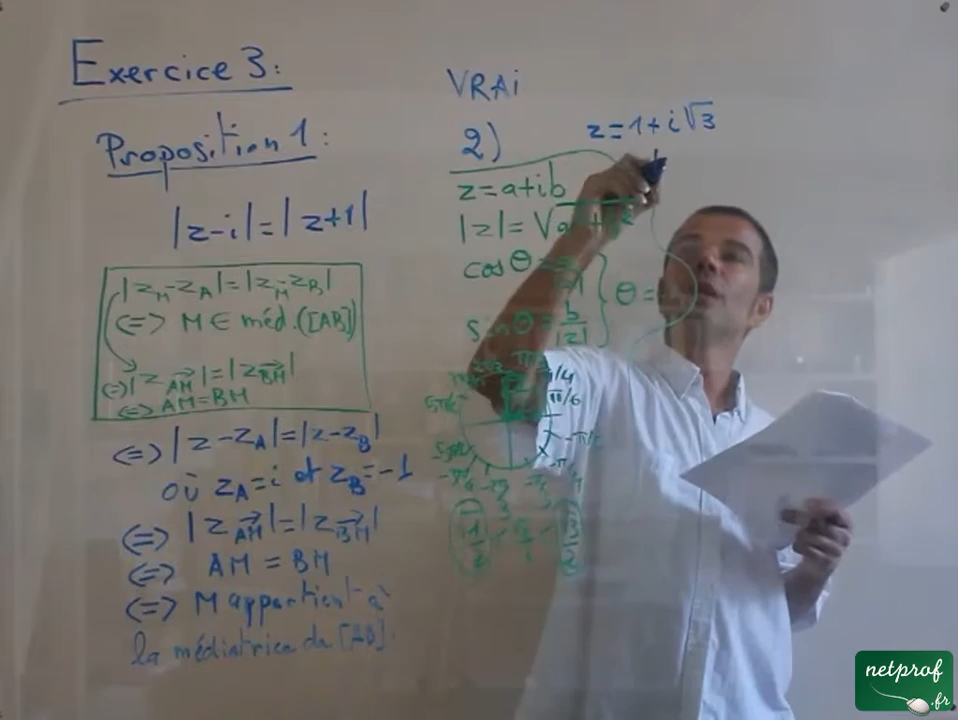 Exercice 3:
Proposition 1:
|z-i|=|z+1|
|z_M-z_A|=|z_M-z_B|
(=> M ∈ méd.([AB])
(=)|z_AM→|=|z_BM→|
(=> AM=BM
(=> |z-z_A|=|z-z_B|
où z_A=i et z_B=-1
(=> |z_AM→|=|z_BM→|
(=> AM = BM
(=> M appartient à
la médiatrice de [AB].
VRAi
2)
z=1+i√3
z=a+ib
|z|=
cos θ =
θ =
sin θ = b/|z|
π/4
π/6
netprof
.fr